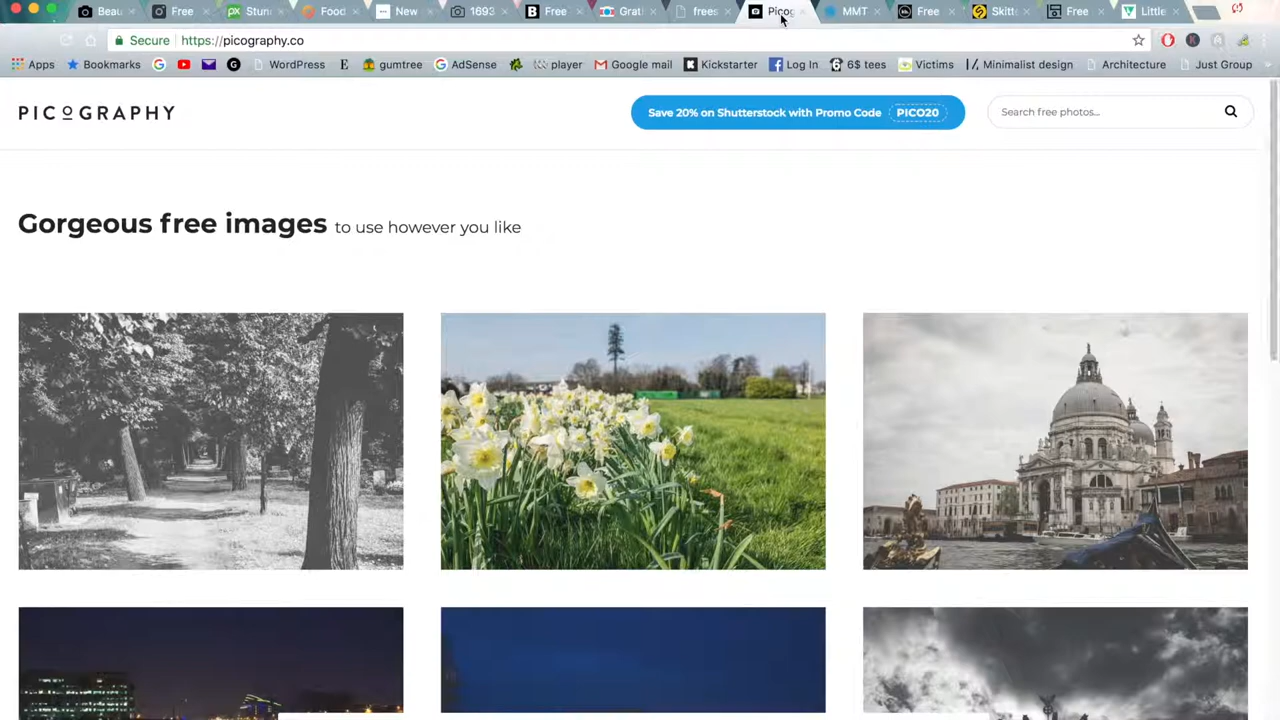 Beau Free Stun Food New 1693 Free Grati frees Picog MMT Free Skitt Free Little
Secure https://picography.co
Apps Bookmarks G G WordPress E gumtree AdSense player Google mail Kickstarter Log In 6$ tees Victims Minimalist design Architecture Just Group
PICOGRAPHY
Save 20% on Shutterstock with Promo Code PICO20
Search free photos...
Gorgeous free images to use however you like